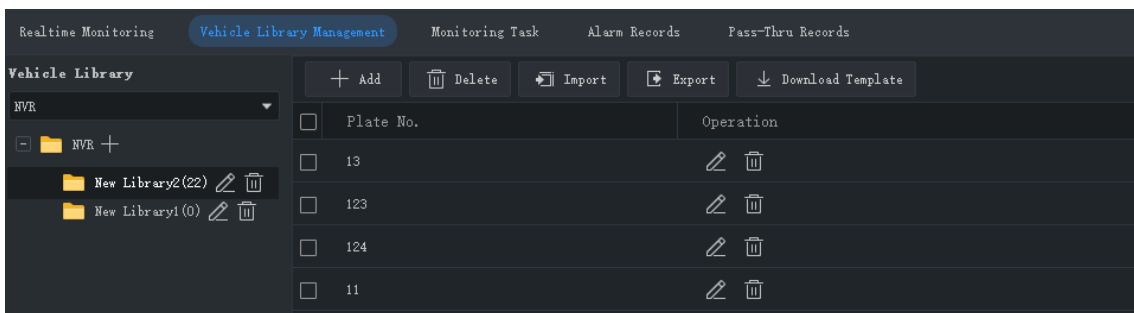 Realtime Monitoring Vehicle Library Management Monitoring Task Alarm Records Pass-Thru Records
Vehicle Library
Add Delete Import Export Download Template
NVR
Plate No. Operation
NVR
13
New Library2(22)
123
New Library1(0)
124
11